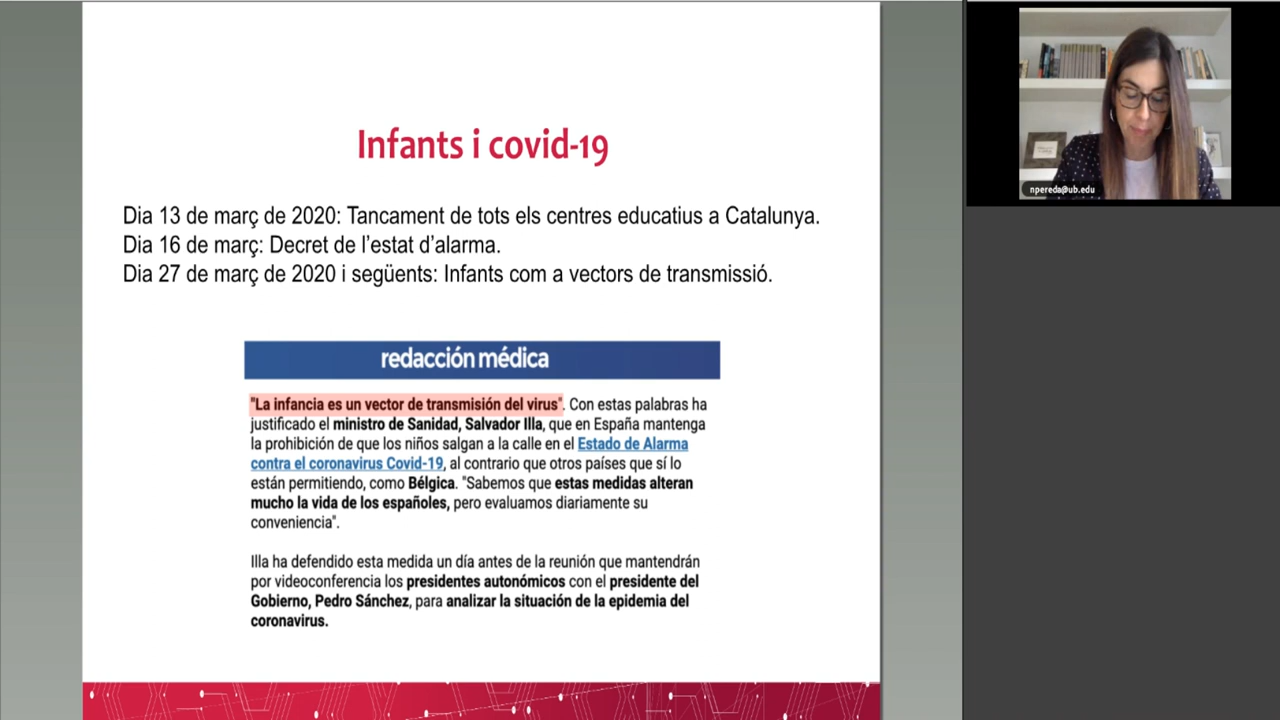 Infants i covid-19
Dia 13 de març de 2020: Tancament de tots els centres educatius a Catalunya.
Dia 16 de març: Decret de l’estat d’alarma.
Dia 27 de març de 2020 i següents: Infants com a vectors de transmissió.
redacción médica
"La infancia es un vector de transmisión del virus". Con estas palabras ha
justificado el ministro de Sanidad, Salvador Illa, que en España mantenga
la prohibición de que los niños salgan a la calle en el Estado de Alarma
contra el coronavirus Covid-19, al contrario que otros países que sí lo
están permitiendo, como Bélgica. "Sabemos que estas medidas alteran
mucho la vida de los españoles, pero evaluamos diariamente su
conveniencia".
Illa ha defendido esta medida un día antes de la reunión que mantendrán
por videoconferencia los presidentes autonómicos con el presidente del
Gobierno, Pedro Sánchez, para analizar la situación de la epidemia del
coronavirus.
npereda@ub.edu